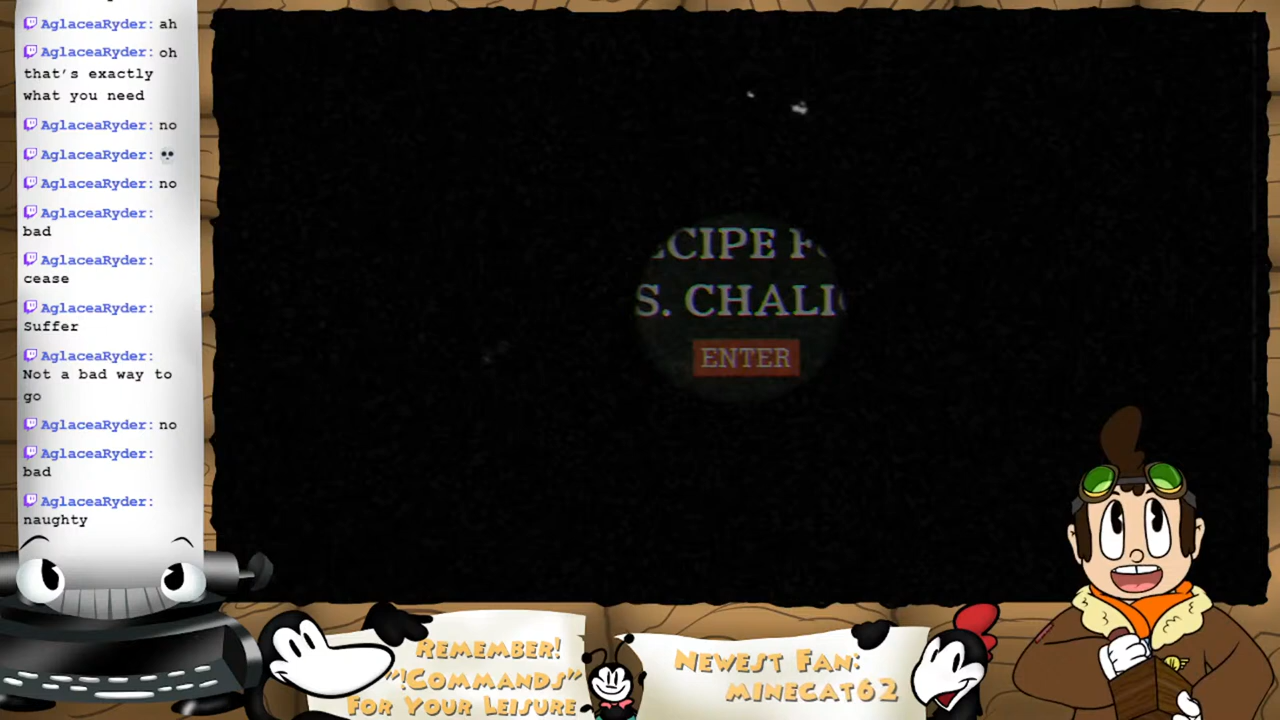 AglaceaRyder: ah
AglaceaRyder: oh
that's exactly
what you need
AglaceaRyder: no
AglaceaRyder: 💀
AglaceaRyder: no
AglaceaRyder:
bad
AglaceaRyder:
cease
AglaceaRyder:
Suffer
AglaceaRyder:
Not a bad way to
go
AglaceaRyder: no
AglaceaRyder:
bad
AglaceaRyder:
naughty
ECIPE FO
S. CHALI
ENTER
Remember!
"!Commands"
For Your Leisure
Newest Fan:
minecat62